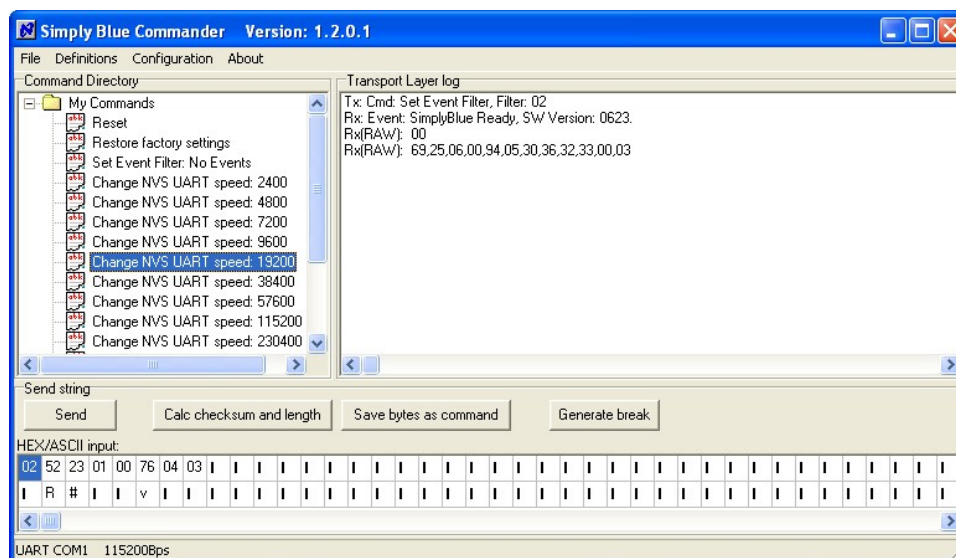 Simply Blue Commander Version: 1.2.0.1
File Definitions Configuration About
Command Directory
My Commands
Reset
Restore factory settings
Set Event Filter: No Events
Change NVS UART speed: 2400
Change NVS UART speed: 4800
Change NVS UART speed: 7200
Change NVS UART speed: 9600
Change NVS UART speed: 19200
Change NVS UART speed: 38400
Change NVS UART speed: 57600
Change NVS UART speed: 115200
Change NVS UART speed: 230400
Transport Layer log
Tx: Cmd: Set Event Filter, Filter: 02
Rx: Event: SimplyBlue Ready, SW Version: 0623.
Rx(RAW): 00
Rx(RAW): 69,25,06,00,94,05,30,36,32,33,00,03
Send string
Send Calc checksum and length Save bytes as command Generate break
HEX/ASCII input:
02 52 23 01 00 76 04 03
R # v
UART COM1 115200Bps